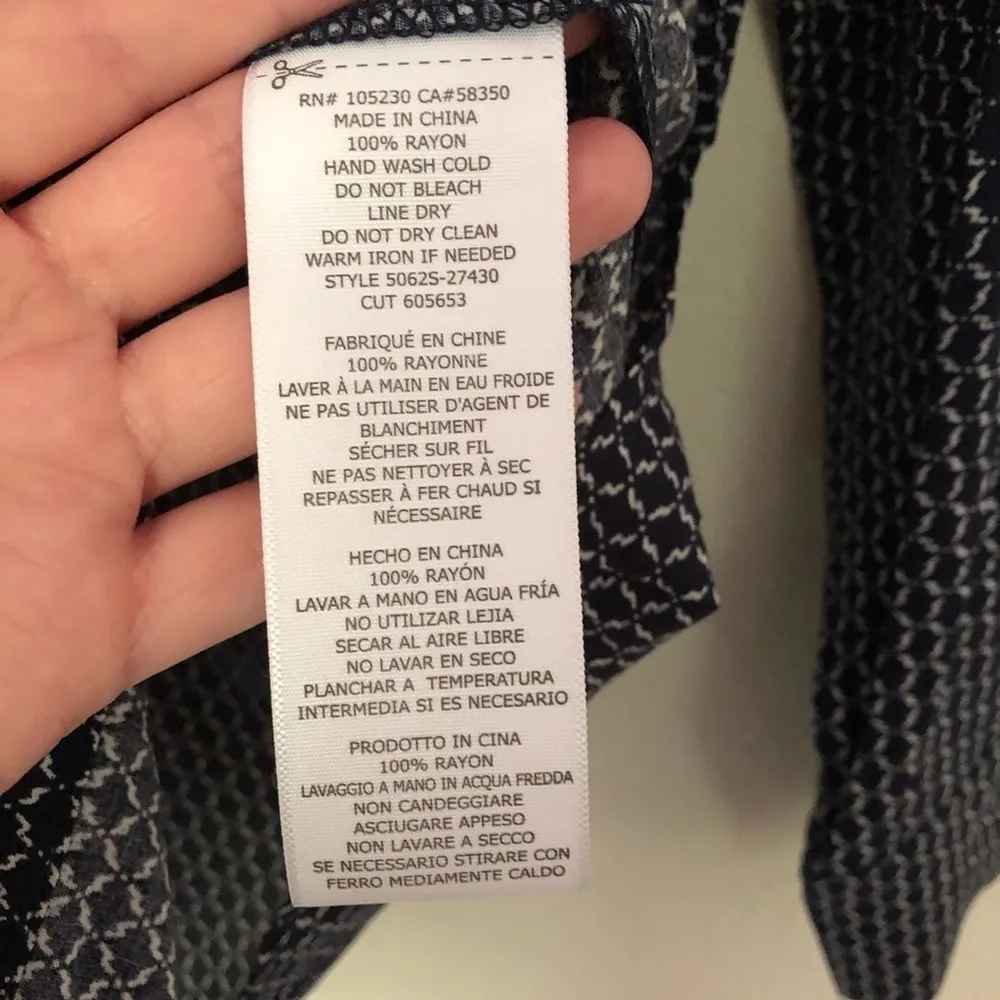 RN# 105230 CA#58350
MADE IN CHINA
100% RAYON
HAND WASH COLD
DO NOT BLEACH
LINE DRY
DO NOT DRY CLEAN
WARM IRON IF NEEDED
STYLE 5062S-27430
CUT 605653
FABRIQUÉ EN CHINE
100% RAYONNE
LAVER À LA MAIN EN EAU FROIDE
NE PAS UTILISER D'AGENT DE
BLANCHIMENT
SÉCHER SUR FIL
NE PAS NETTOYER À SEC
REPASSER À FER CHAUD SI
NÉCESSAIRE
HECHO EN CHINA
100% RAYÓN
LAVAR A MANO EN AGUA FRÍA
NO UTILIZAR LEJIA
SECAR AL AIRE LIBRE
NO LAVAR EN SECO
PLANCHAR A TEMPERATURA
INTERMEDIA SI ES NECESARIO
PRODOTTO IN CINA
100% RAYON
LAVAGGIO A MANO IN ACQUA FREDDA
NON CANDEGGIARE
ASCIUGARE APPESO
NON LAVARE A SECCO
SE NECESSARIO STIRARE CON
FERRO MEDIAMENTE CALDO